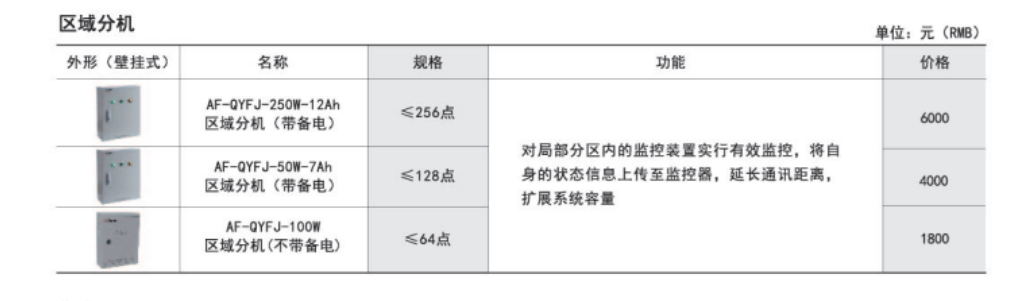 区域分机
单位：元（RMB）
外形（壁挂式） 名称 规格 功能 价格
AF-QYFJ-250W-12Ah
区域分机（带备电）
≤256点
6000
对局部分区内的监控装置实行有效监控，将自
身的状态信息上传至监控器，延长通讯距离，
扩展系统容量
AF-QYFJ-50W-7Ah
区域分机（带备电）
≤128点
4000
AF-QYFJ-100W
区域分机(不带备电)
≤64点
1800